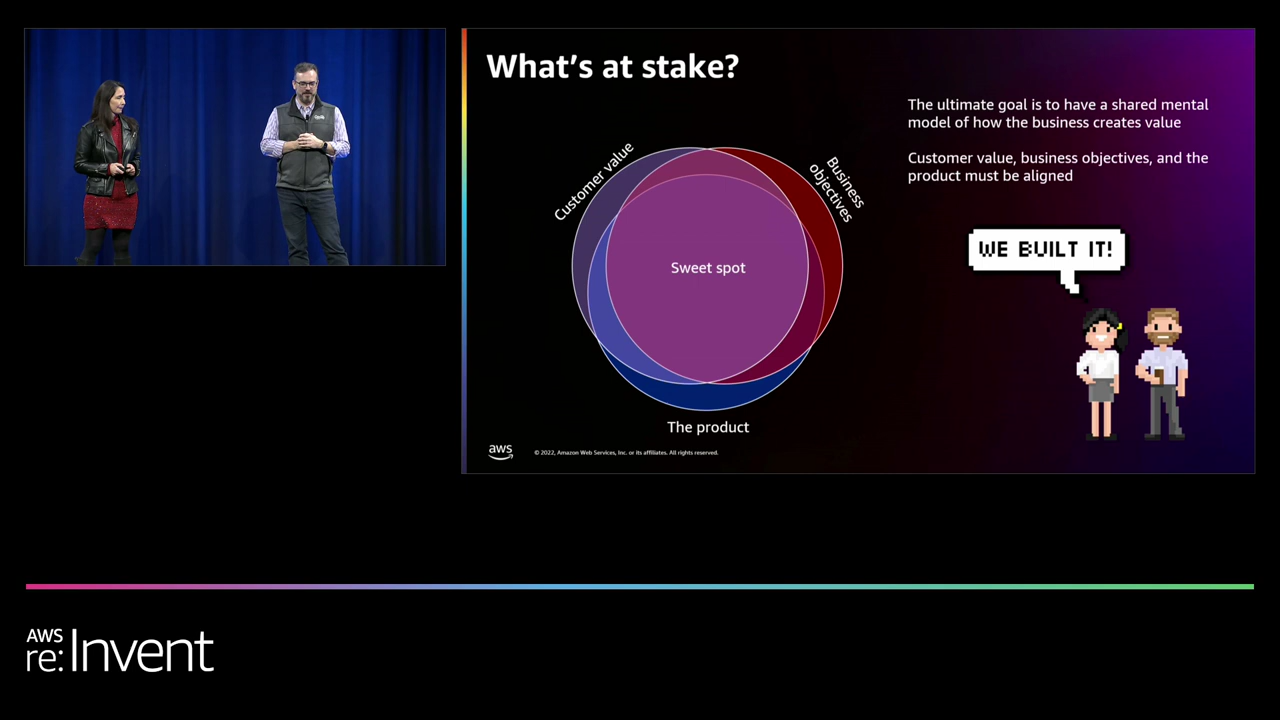 What's at stake?
The ultimate goal is to have a shared mental
model of how the business creates value
Customer value, business objectives, and the
product must be aligned
Customer value
Business
objectives
Sweet spot
The product
WE BUILT IT!
aws
© 2022, Amazon Web Services, Inc. or its affiliates. All rights reserved.
AWS
re:Invent